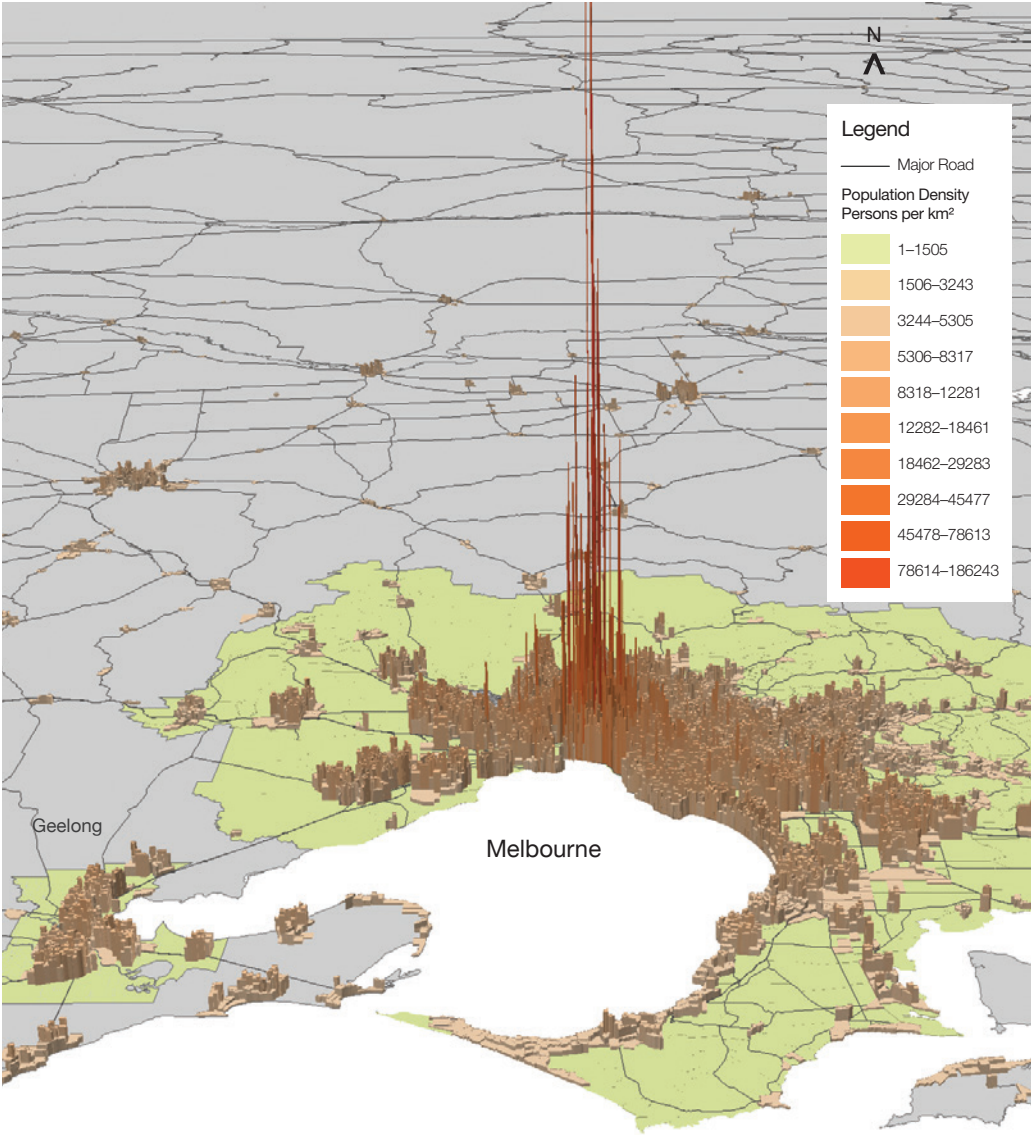 N
Legend
Major Road
Population Density
Persons per km²
1–1505
1506–3243
3244–5305
5306–8317
8318–12281
12282–18461
18462–29283
29284–45477
45478–78613
78614–186243
Geelong
Melbourne